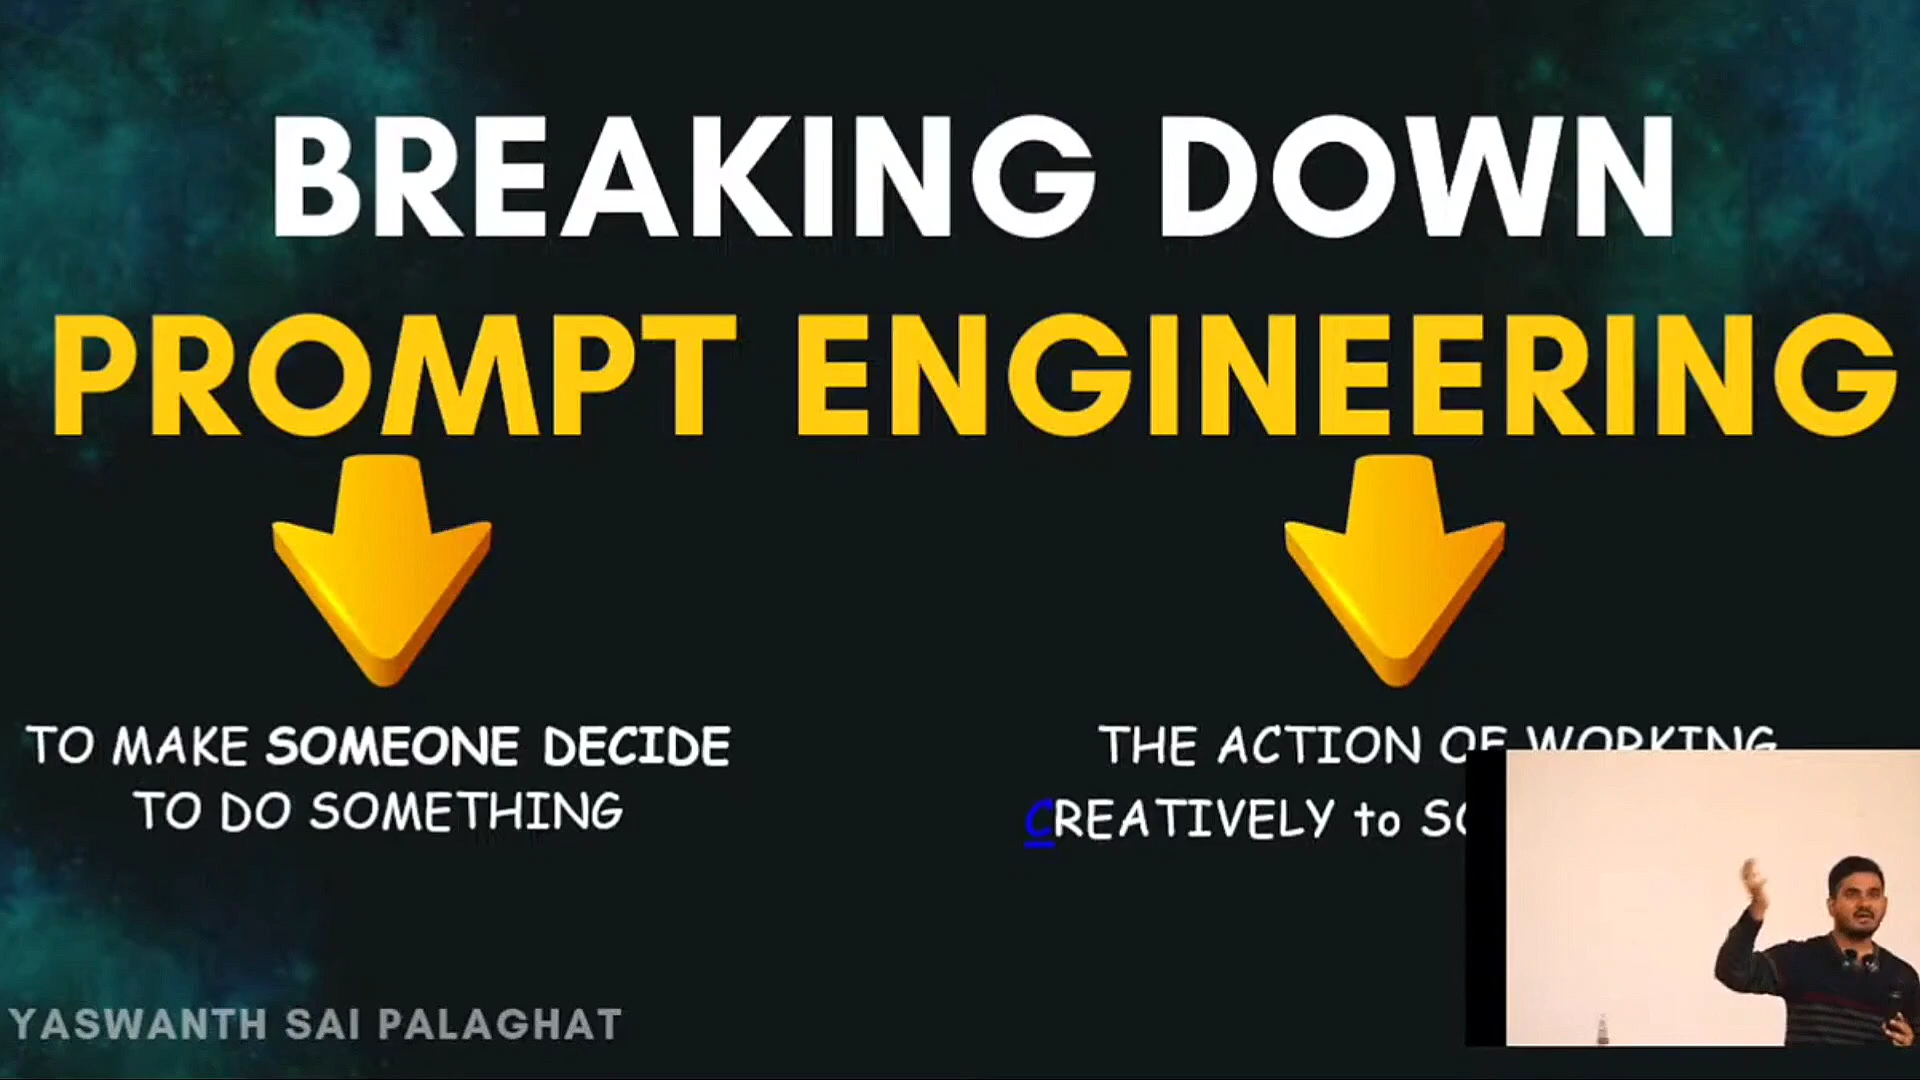 BREAKING DOWN
PROMPT ENGINEERING
TO MAKE SOMEONE DECIDE
TO DO SOMETHING
THE ACTION OF WORKING
CREATIVELY to
YASWANTH SAI PALAGHAT